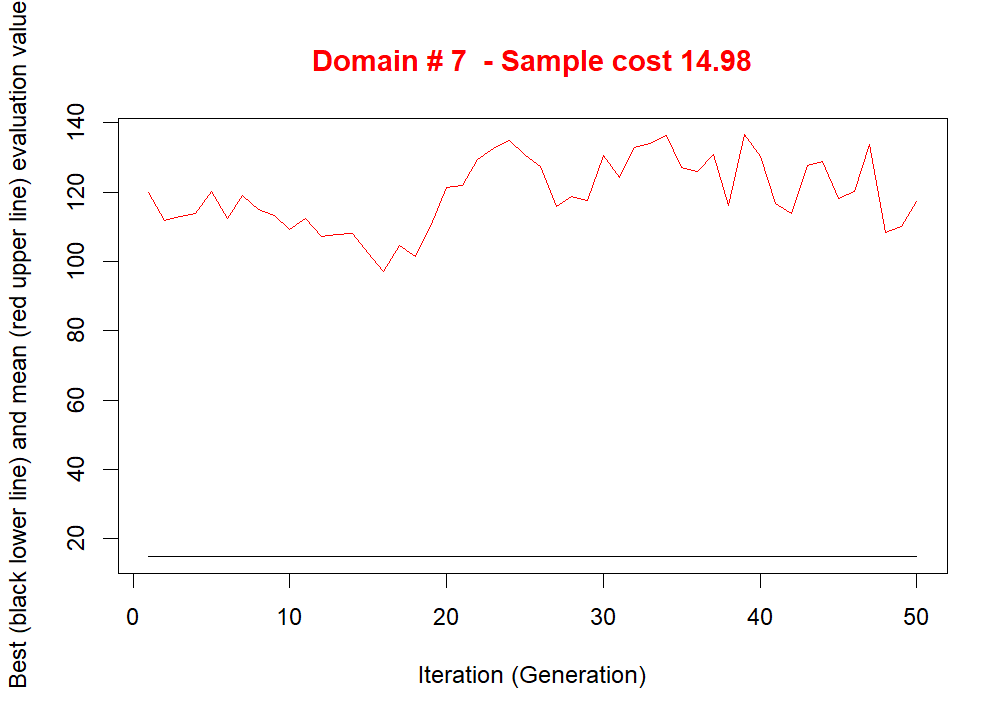 Domain # 7  - Sample cost 14.98
Best (black lower line) and mean (red upper line) evaluation value
140
120
100
80
60
40
20
0 10 20 30 40 50
Iteration (Generation)